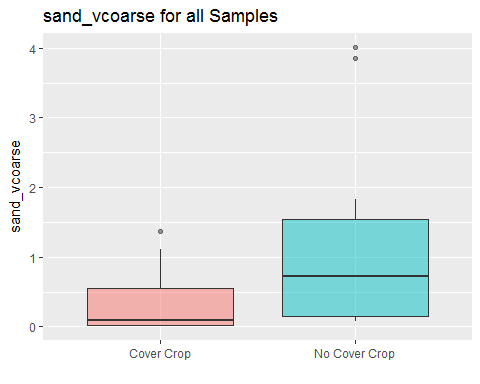 sand_vcoarse for all Samples
sand_vcoarse
4
3
2
1
0
Cover Crop
No Cover Crop